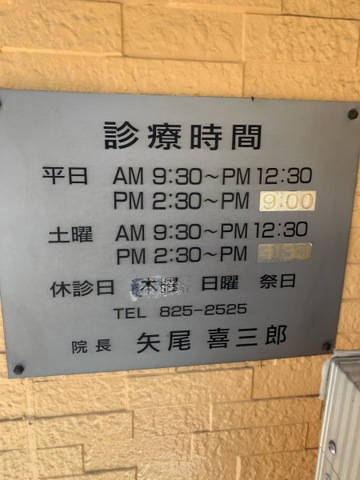 診療時間
平日 AM 9:30～PM 12:30
PM 2:30～PM 9:00
土曜 AM 9:30～PM 12:30
PM 2:30～PM
休診日 木曜 日曜 祭日
TEL 825-2525
院長 矢尾 喜三郎